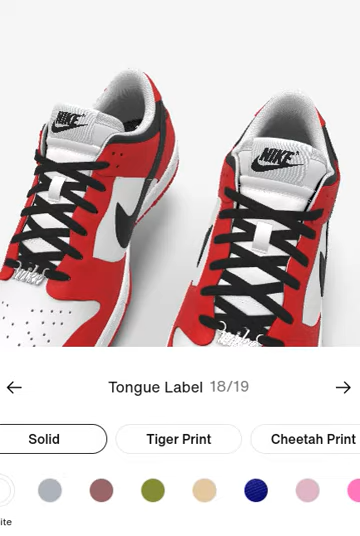 NIKE
NIKE
Tongue Label 18/19
Solid
Tiger Print
Cheetah Print
ite